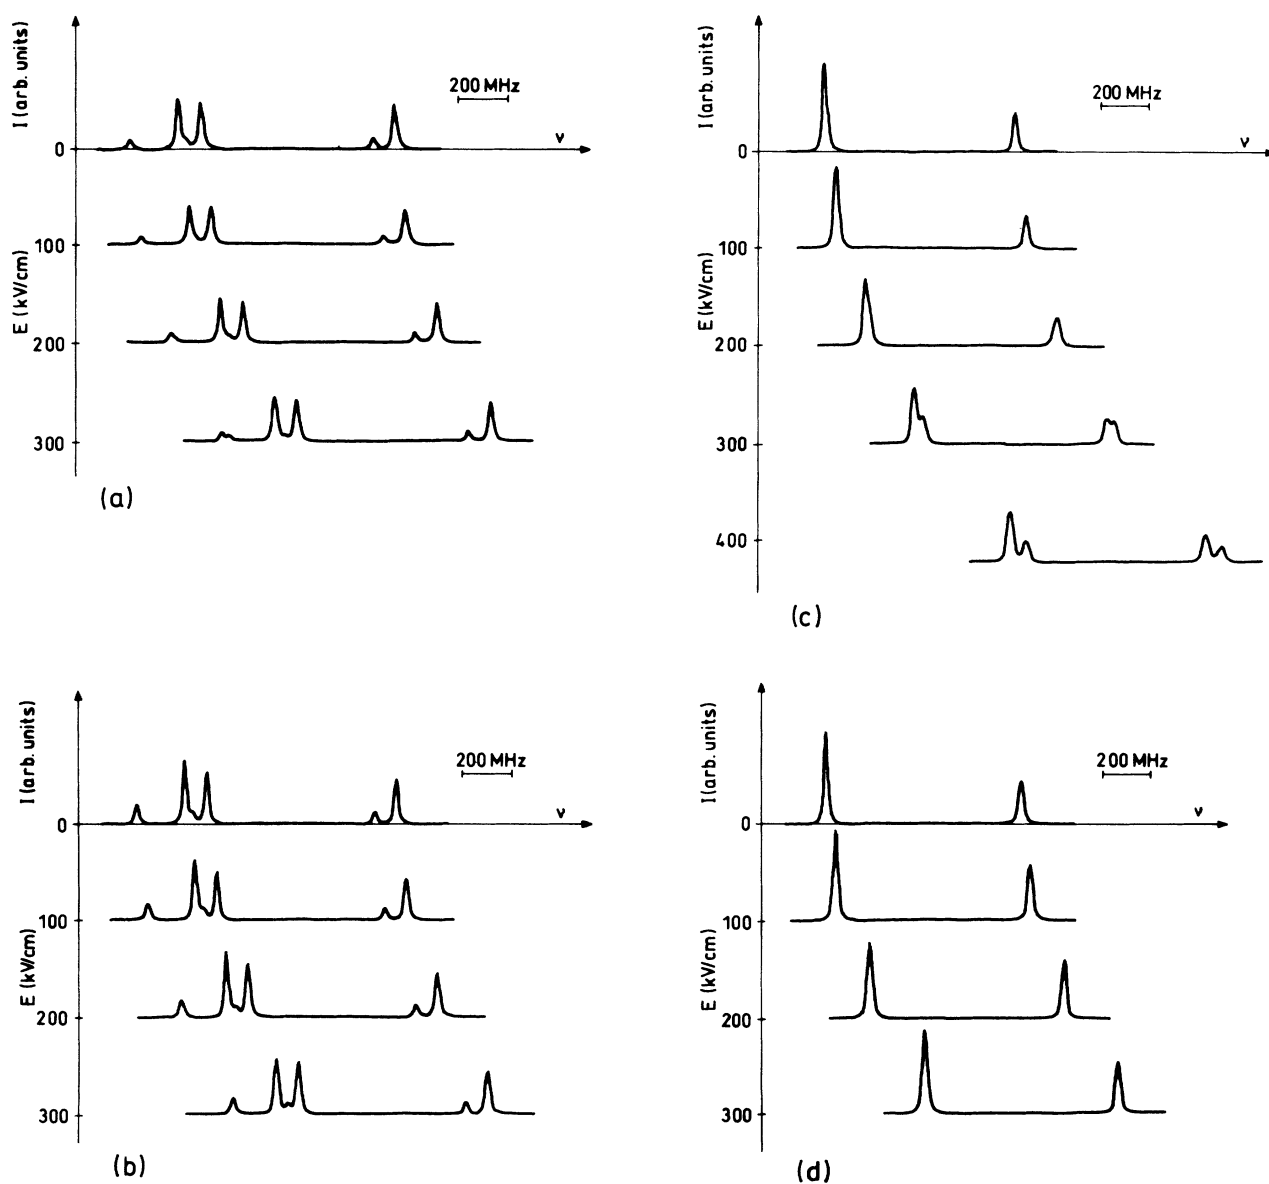 I (arb. units)
200 MHz
ν
0
100
E (kV/cm)
200
300
(a)
I (arb. units)
200 MHz
ν
0
100
E (kV/cm)
200
300
400
(c)
I (arb. units)
200 MHz
ν
0
100
E (kV/cm)
200
300
(b)
I (arb. units)
200 MHz
ν
0
100
E (kV/cm)
200
300
(d)